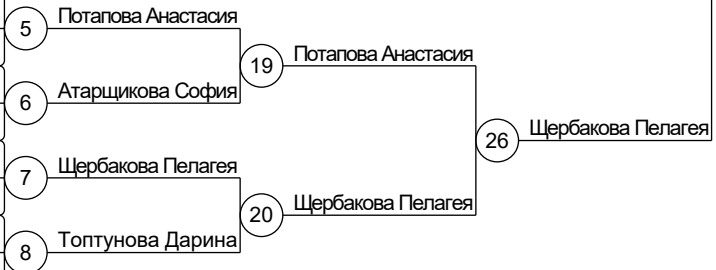 5
Потапова Анастасия
19
Потапова Анастасия
6
Атарщикова София
26
Щербакова Пелагея
7
Щербакова Пелагея
20
Щербакова Пелагея
8
Топтунова Дарина